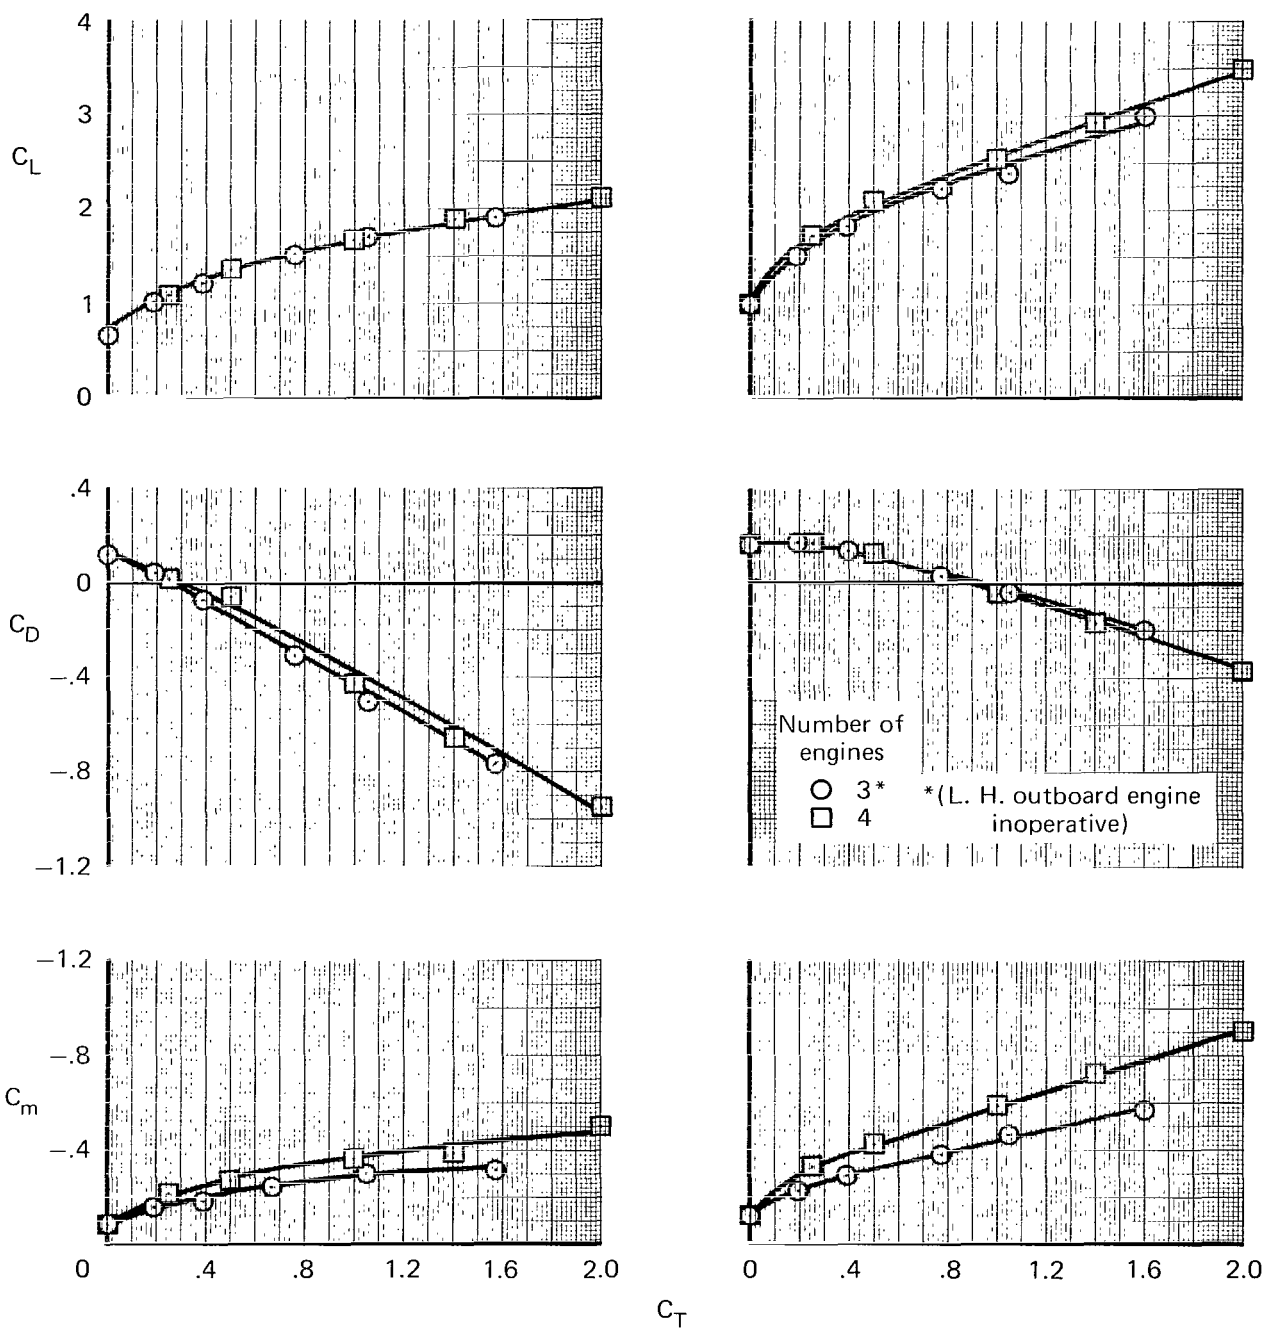 4
3
C_L
2
1
0
.4
0
C_D
−.4
−.8
−1.2
Number of
engines
○ 3*
□ 4
*(L. H. outboard engine
inoperative)
−1.2
−.8
C_m
−.4
0 .4 .8 1.2 1.6 2.0
0 .4 .8 1.2 1.6 2.0
C_T